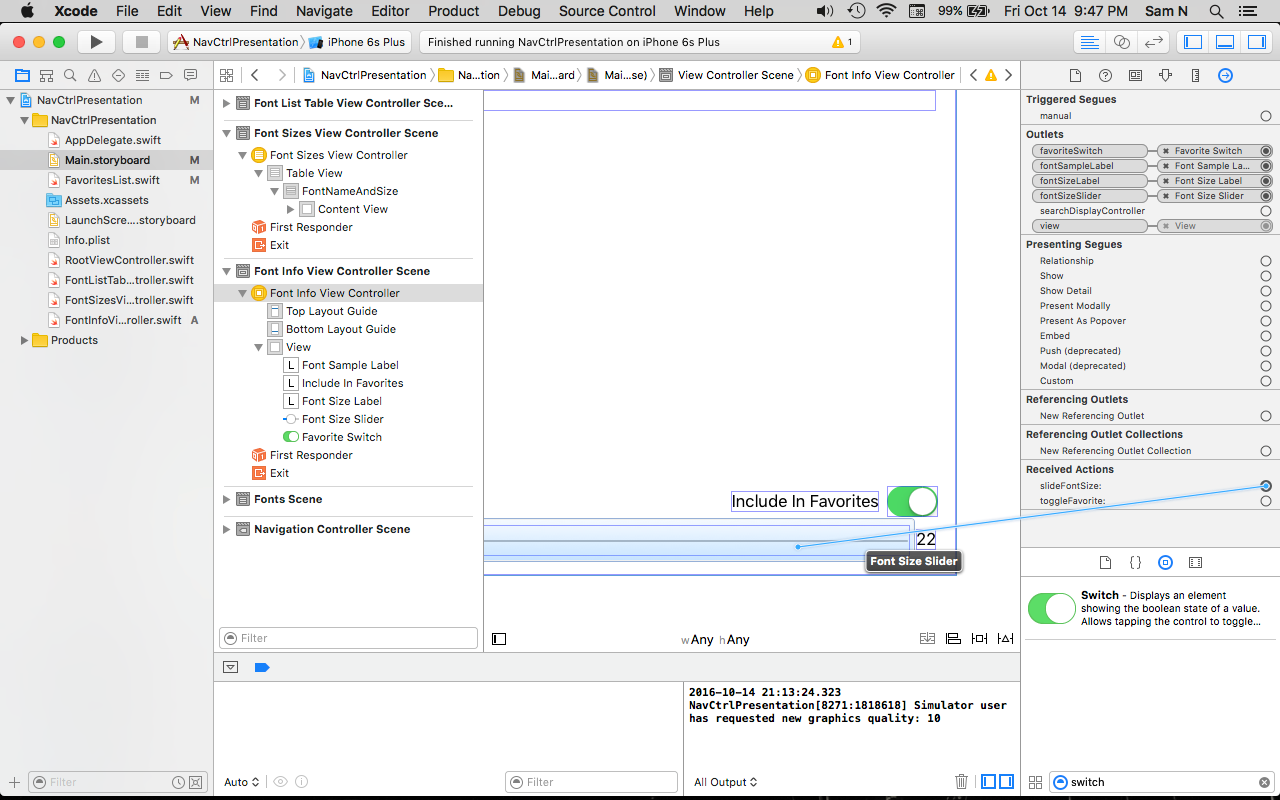 Xcode File Edit View Find Navigate Editor Product Debug Source Control Window Help 99% Fri Oct 14 9:47 PM Sam N
NavCtrlPresentation iPhone 6s Plus Finished running NavCtrlPresentation on iPhone 6s Plus 1
NavCtrlPresentation Na...tion Mai...ard Mai...se) View Controller Scene Font Info View Controller
NavCtrlPresentation M
NavCtrlPresentation
AppDelegate.swift
Main.storyboard M
FavoritesList.swift M
Assets.xcassets
LaunchScre....storyboard
Info.plist
RootViewController.swift
FontListTab...troller.swift
FontSizesVi...troller.swift
FontInfoVi...roller.swift A
Products
Filter
Font List Table View Controller Sce...
Font Sizes View Controller Scene
Font Sizes View Controller
Table View
FontNameAndSize
Content View
First Responder
Exit
Font Info View Controller Scene
Font Info View Controller
Top Layout Guide
Bottom Layout Guide
View
L Font Sample Label
L Include In Favorites
L Font Size Label
Font Size Slider
Favorite Switch
First Responder
Exit
Fonts Scene
Navigation Controller Scene
Filter
Include In Favorites
22
Font Size Slider
w Any h Any
Auto
Filter
2016-10-14 21:13:24.323
NavCtrlPresentation[8271:1818618] Simulator user
has requested new graphics quality: 10
All Output
Triggered Segues
manual
Outlets
favoriteSwitch Favorite Switch
fontSampleLabel Font Sample La...
fontSizeLabel Font Size Label
fontSizeSlider Font Size Slider
searchDisplayController
view View
Presenting Segues
Relationship
Show
Show Detail
Present Modally
Present As Popover
Embed
Push (deprecated)
Modal (deprecated)
Custom
Referencing Outlets
New Referencing Outlet
Referencing Outlet Collections
New Referencing Outlet Collection
Received Actions
slideFontSize:
toggleFavorite:
Switch - Displays an element
showing the boolean state of a value.
Allows tapping the control to toggle...
switch